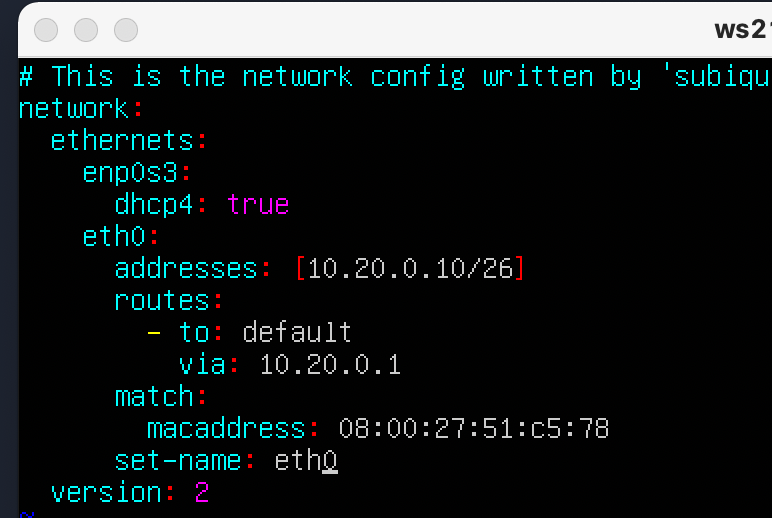 ws21
# This is the network config written by 'subiqu
network:
  ethernets:
    enp0s3:
      dhcp4: true
    eth0:
      addresses: [10.20.0.10/26]
      routes:
        - to: default
          via: 10.20.0.1
      match:
        macaddress: 08:00:27:51:c5:78
      set-name: eth0
  version: 2
~